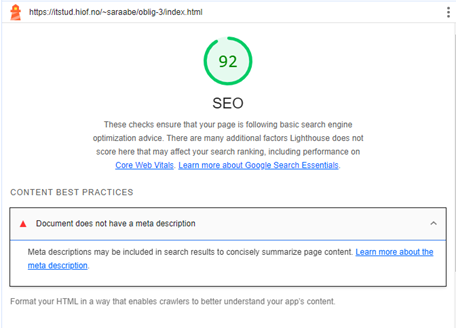 https://itstud.hiof.no/~saraabe/oblig-3/index.html
92
SEO
These checks ensure that your page is following basic search engine
optimization advice. There are many additional factors Lighthouse does not
score here that may affect your search ranking, including performance on
Core Web Vitals. Learn more about Google Search Essentials.
CONTENT BEST PRACTICES
Document does not have a meta description
Meta descriptions may be included in search results to concisely summarize page content. Learn more about the
meta description.
Format your HTML in a way that enables crawlers to better understand your app's content.